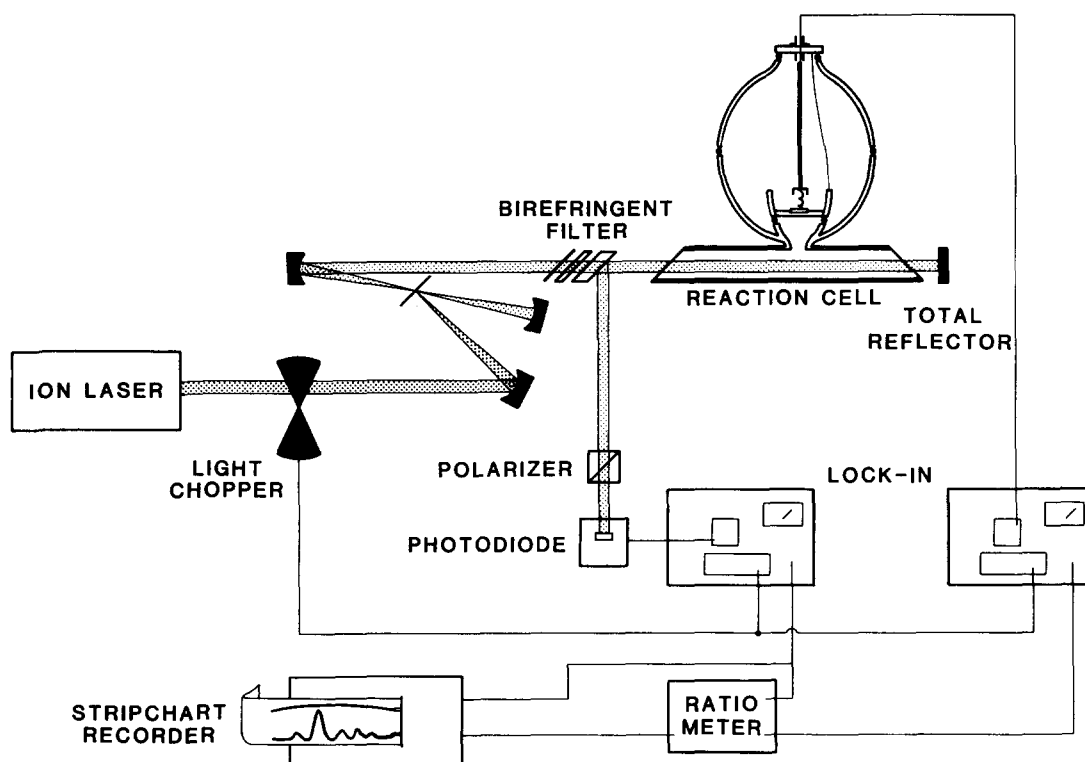 BIREFRINGENT
FILTER
REACTION CELL
TOTAL
REFLECTOR
ION LASER
LIGHT
CHOPPER
POLARIZER
LOCK-IN
PHOTODIODE
STRIPCHART
RECORDER
RATIO
METER